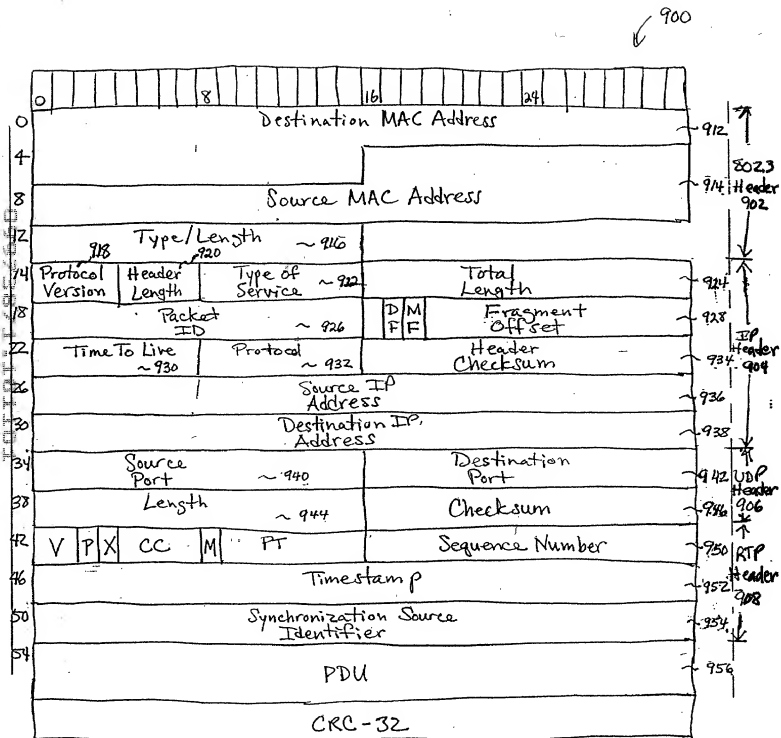 900
0 8 16 24
0 Destination MAC Address 912
4
8 Source MAC Address 914
802.3 Header 902
12 Type/Length ~ 916
918 920
14 Protocol Version Header Length Type of Service ~ 922 Total Length 924
18 Packet ID ~ 926 D F M F Fragment Offset 928
22 Time To Live ~ 930 Protocol ~ 932 Header Checksum 934
IP Header 904
26 Source IP Address 936
30 Destination IP Address 938
34 Source Port ~ 940 Destination Port 942
UDP Header 906
38 Length ~ 944 Checksum 946
42 V P X CC M PT Sequence Number 950
RTP Header 908
46 Timestamp 952
50 Synchronization Source Identifier 954
54 PDU 956
CRC-32